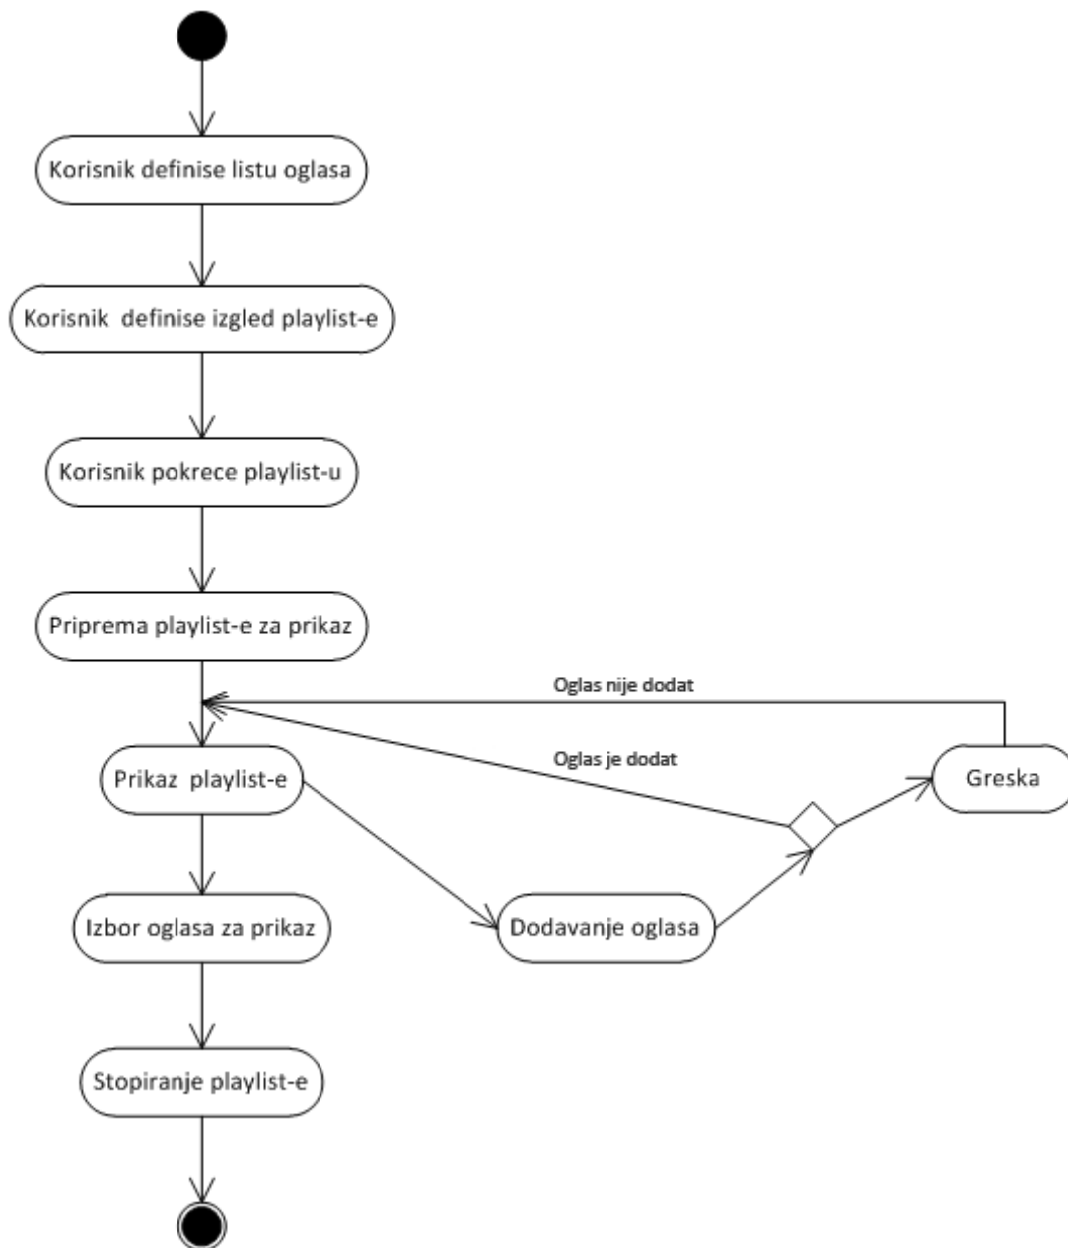 Korisnik definise listu oglasa
Korisnik  definise izgled playlist-e
Korisnik pokrece playlist-u
Priprema playlist-e za prikaz
Oglas nije dodat
Oglas je dodat
Prikaz  playlist-e
Greska
Izbor oglasa za prikaz
Dodavanje oglasa
Stopiranje playlist-e